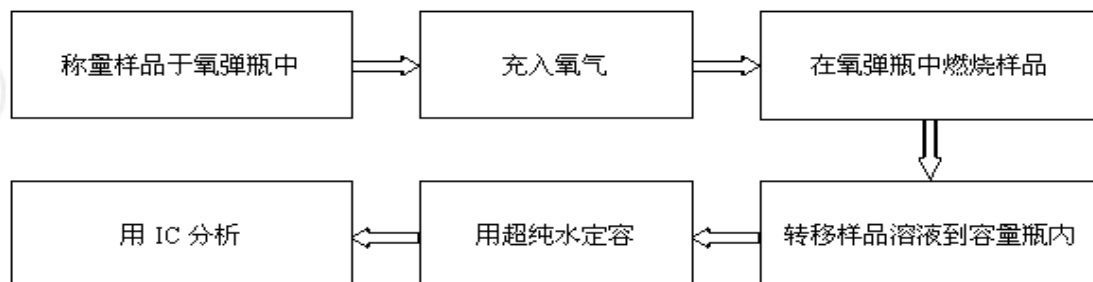 称量样品于氧弹瓶中
充入氧气
在氧弹瓶中燃烧样品
转移样品溶液到容量瓶内
用超纯水定容
用 IC 分析